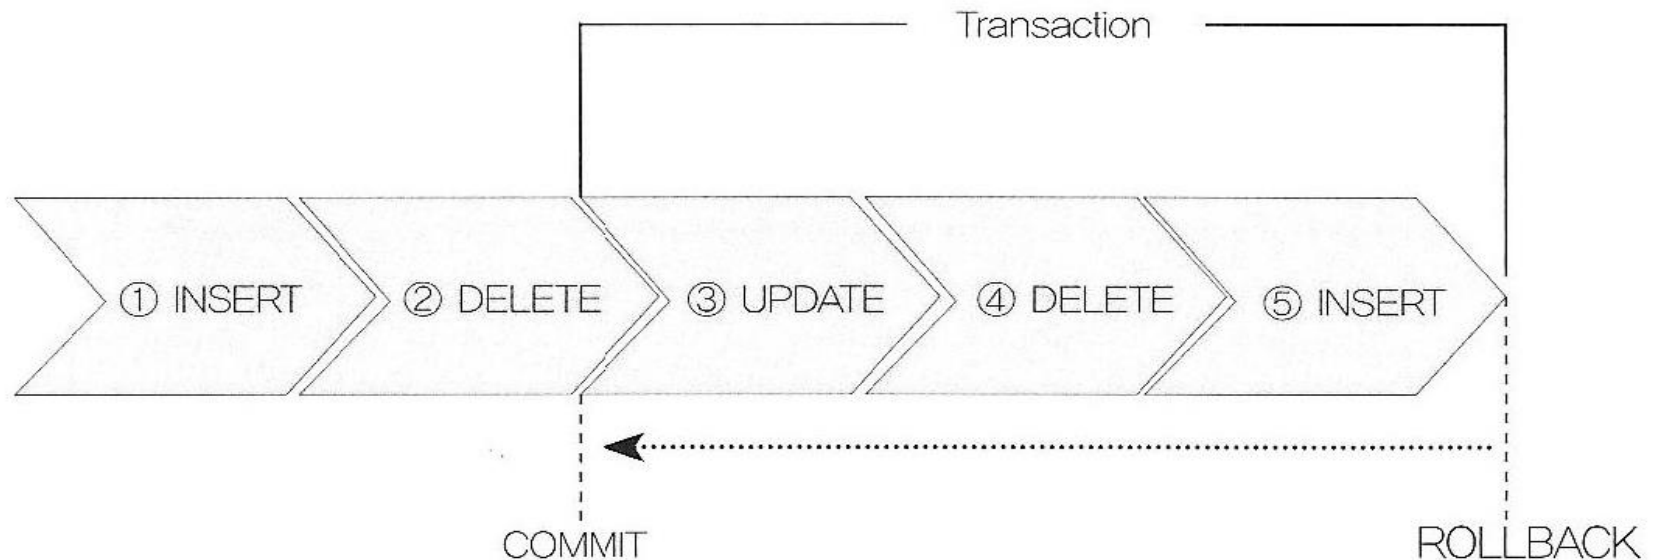 Transaction
① INSERT
② DELETE
③ UPDATE
④ DELETE
⑤ INSERT
COMMIT
ROLLBACK